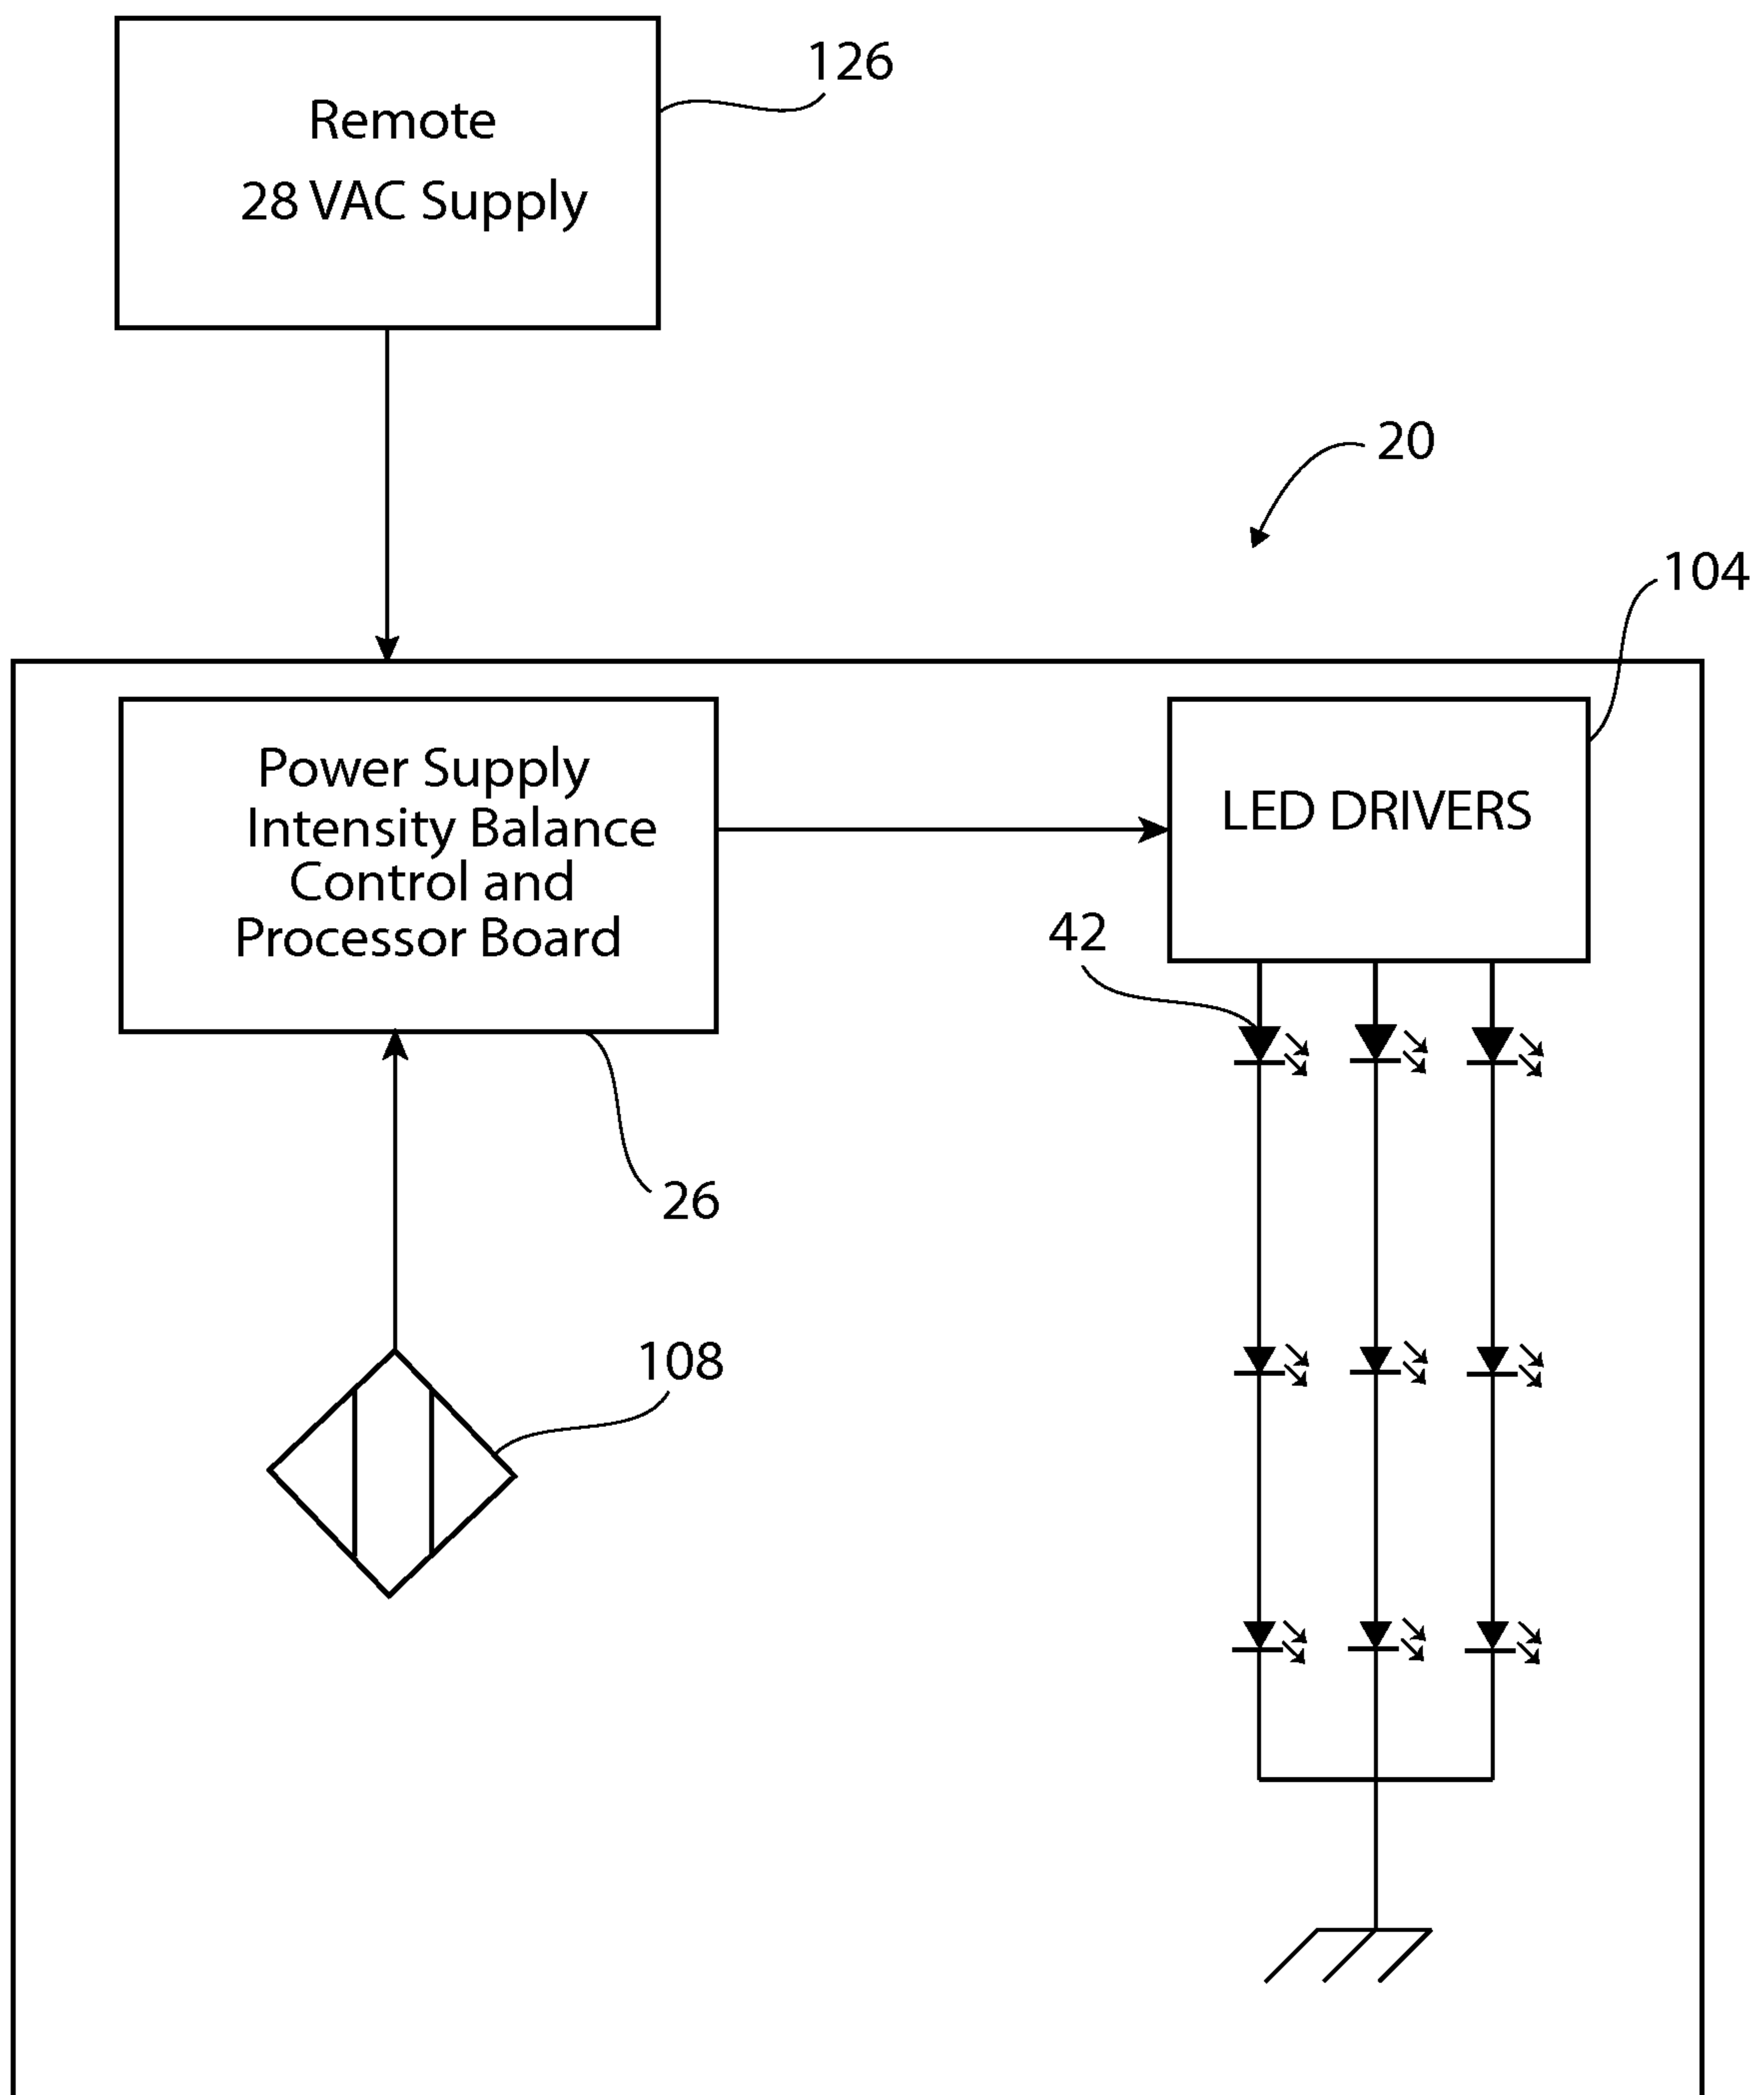 126
Remote
28 VAC Supply
20
104
Power Supply
Intensity Balance
Control and
Processor Board
LED DRIVERS
42
26
108